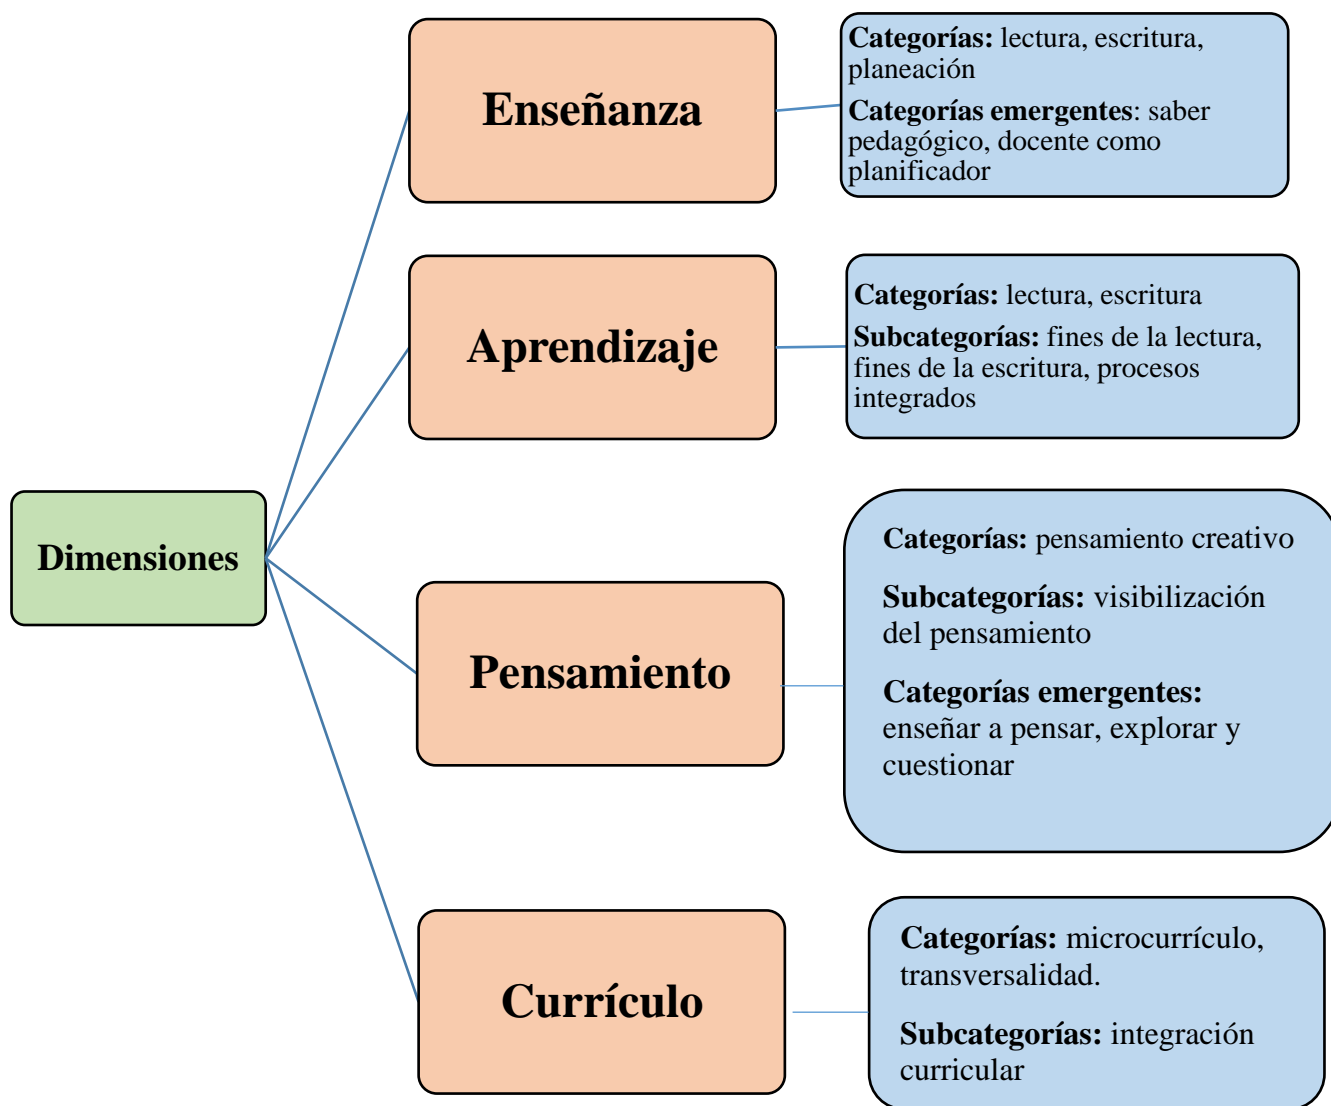 Enseñanza
Categorías: lectura, escritura,
planeación
Categorías emergentes: saber
pedagógico, docente como
planificador
Aprendizaje
Categorías: lectura, escritura
Subcategorías: fines de la lectura,
fines de la escritura, procesos
integrados
Dimensiones
Pensamiento
Categorías: pensamiento creativo
Subcategorías: visibilización
del pensamiento
Categorías emergentes:
enseñar a pensar, explorar y
cuestionar
Currículo
Categorías: microcurrículo,
transversalidad.
Subcategorías: integración
curricular